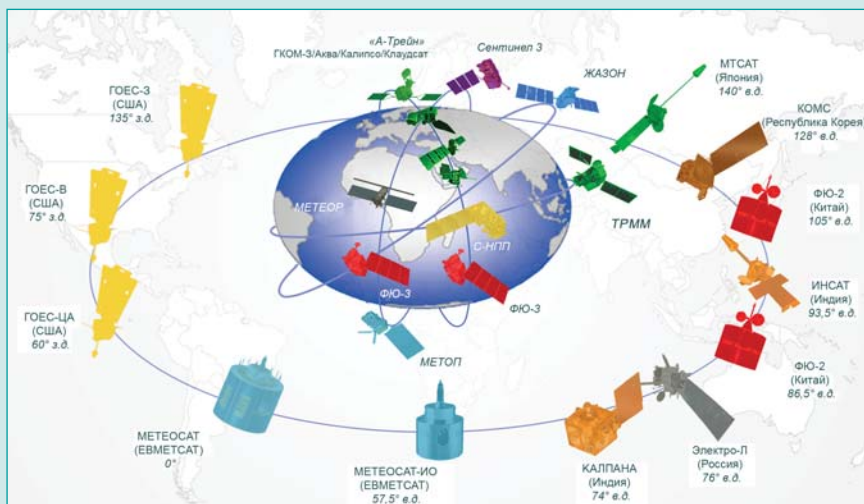 «А-Трейн»
ГКОМ-3/Аква/Калипсо/Клаудсат
Сентинел 3
ЖАЗОН
МТСАТ
(Япония)
140° в.д.
КОМС
(Республика Корея)
128° в.д.
ФЮ-2
(Китай)
105° в.д.
ИНСАТ
(Индия)
93,5° в.д.
ФЮ-2
(Китай)
86,5° в.д.
Электро-Л
(Россия)
76° в.д.
КАЛПАНА
(Индия)
74° в.д.
МЕТЕОСАТ-ИО
(ЕВМЕТСАТ)
57,5° в.д.
МЕТЕОСАТ
(ЕВМЕТСАТ)
0°
ГОЕС-ЦА
(США)
60° з.д.
ГОЕС-В
(США)
75° з.д.
ГОЕС-З
(США)
135° з.д.
МЕТЕОР
С-НПП
ТРММ
ФЮ-3
ФЮ-3
МЕТОП